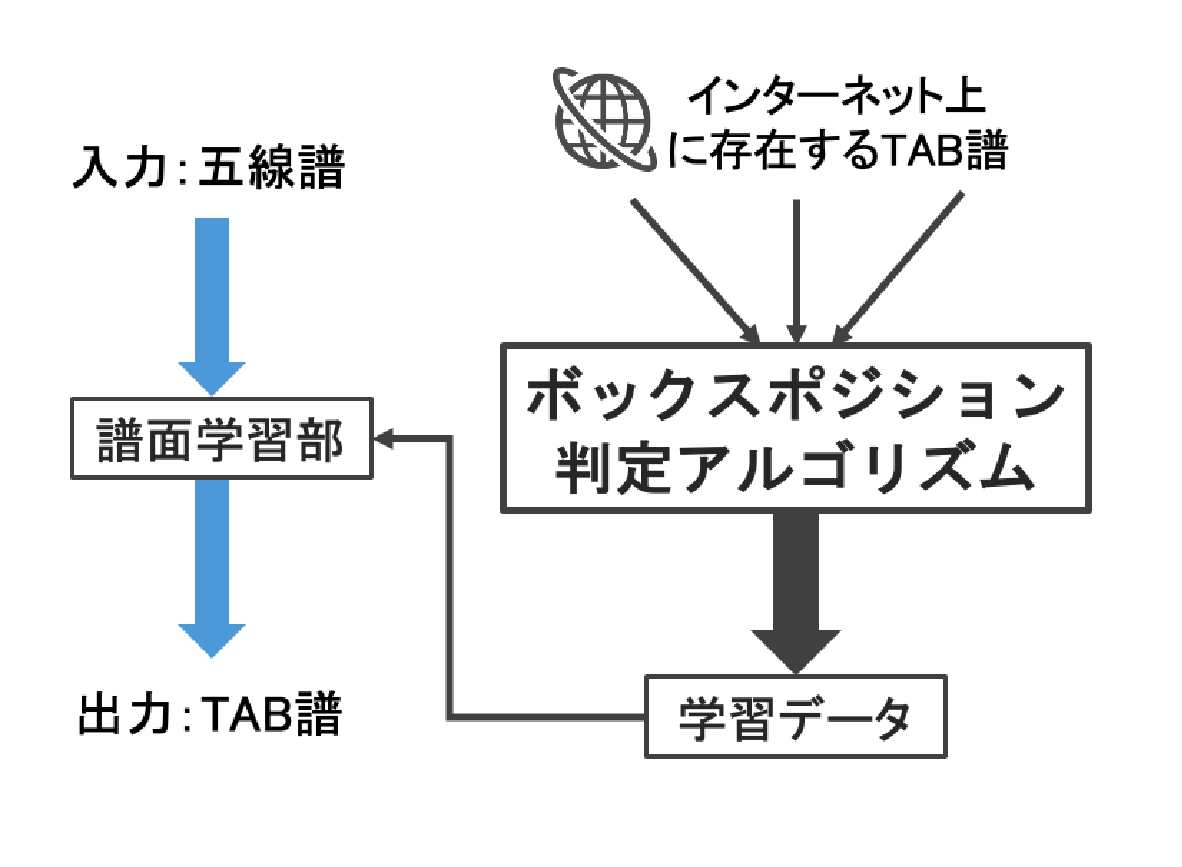 入力：五線譜
譜面学習部
出力：TAB譜
インターネット上
に存在するTAB譜
ボックスポジション
判定アルゴリズム
学習データ